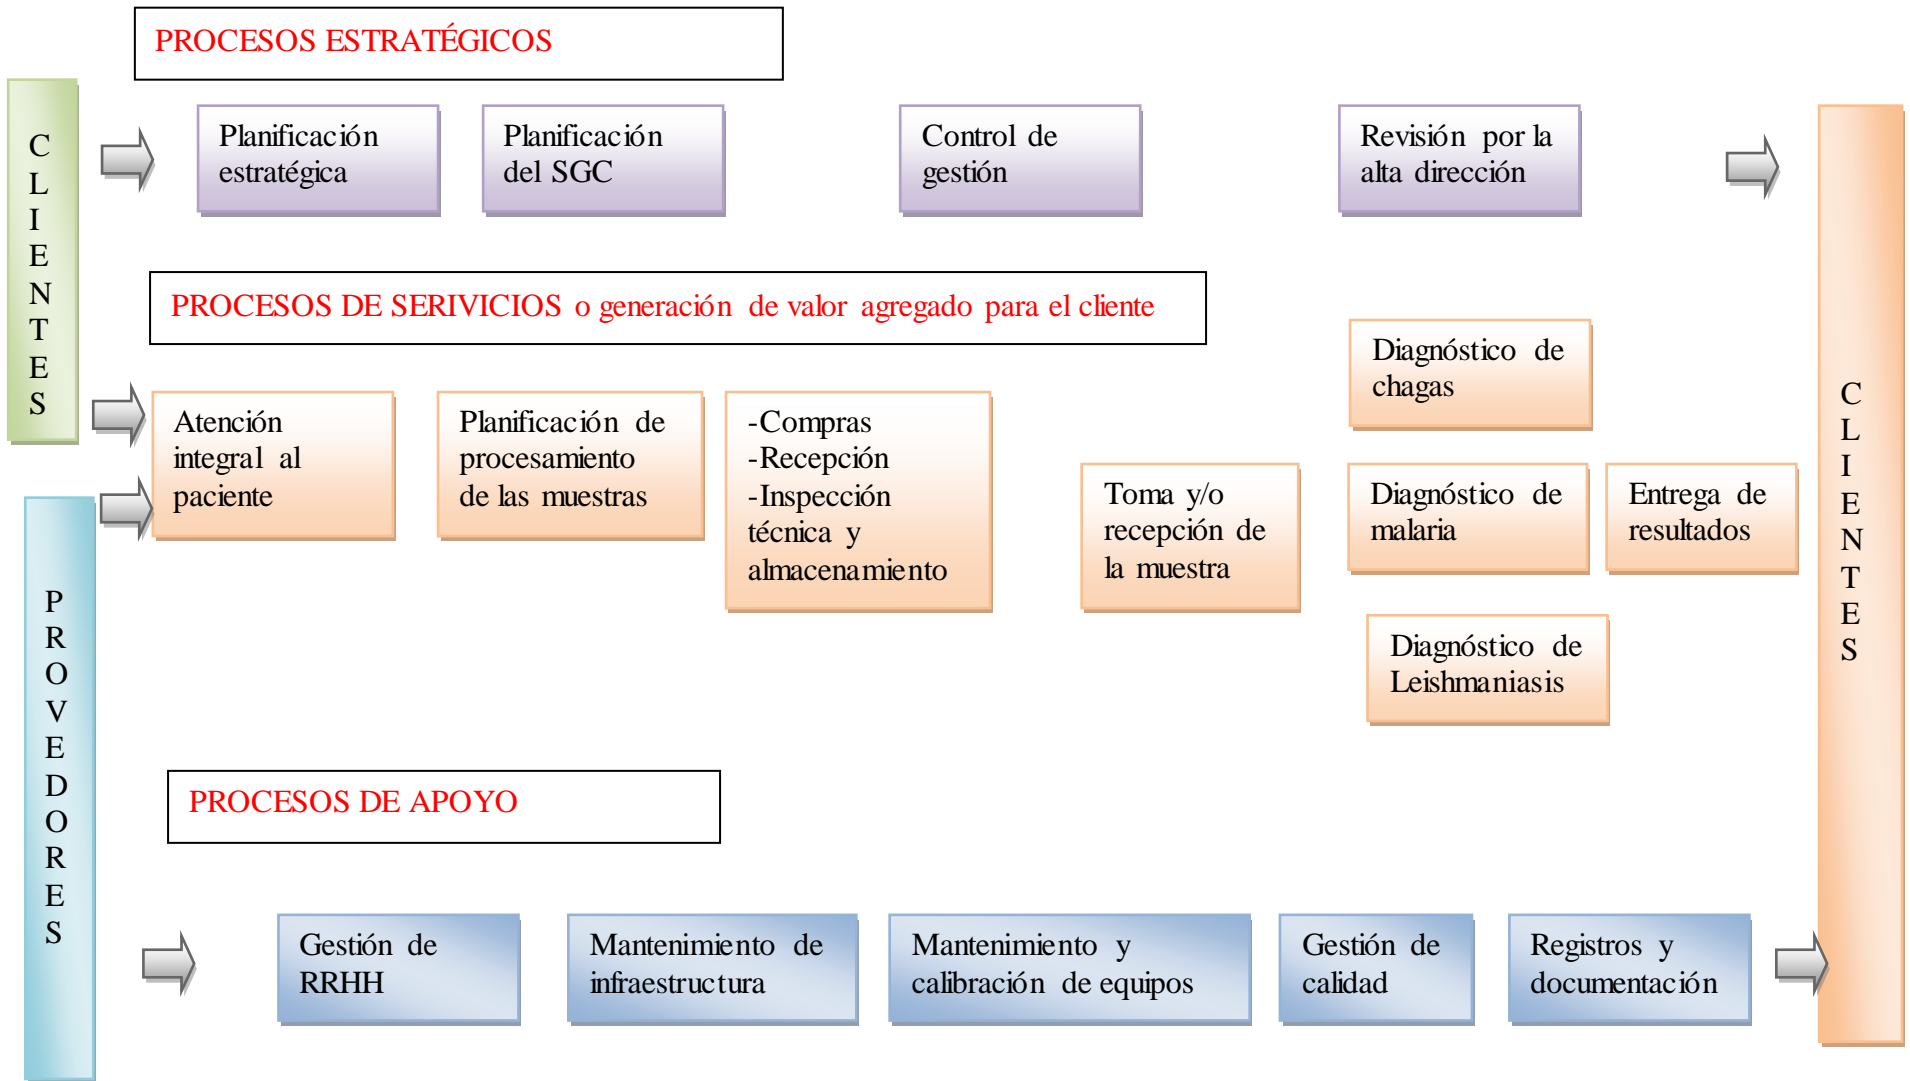 PROCESOS ESTRATÉGICOS
C
L
I
E
N
T
E
S
Planificación
estratégica
Planificación
del SGC
Control de
gestión
Revisión por la
alta dirección
PROCESOS DE SERIVICIOS o generación de valor agregado para el cliente
Atención
integral al
paciente
Planificación de
procesamiento
de las muestras
-Compras
-Recepción
-Inspección
técnica y
almacenamiento
Toma y/o
recepción de
la muestra
Diagnóstico de
chagas
Diagnóstico de
malaria
Diagnóstico de
Leishmaniasis
Entrega de
resultados
C
L
I
E
N
T
E
S
P
R
O
V
E
D
O
R
E
S
PROCESOS DE APOYO
Gestión de
RRHH
Mantenimiento de
infraestructura
Mantenimiento y
calibración de equipos
Gestión de
calidad
Registros y
documentación